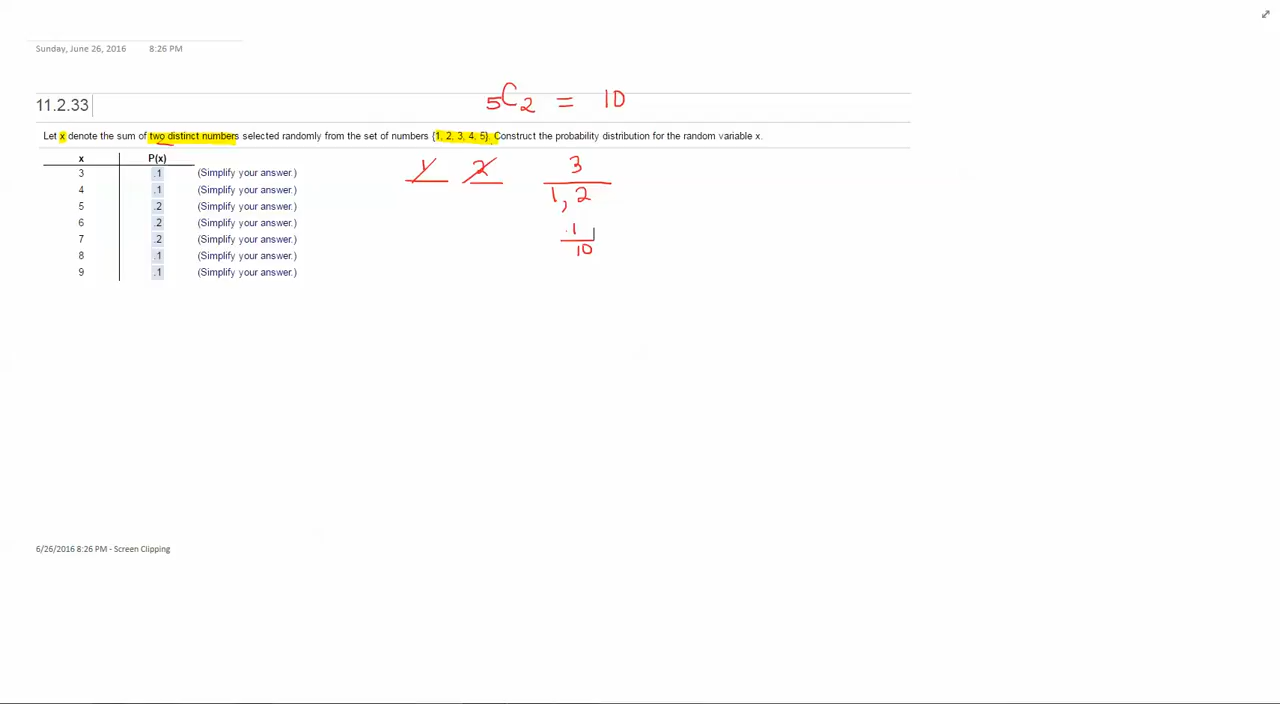 Sunday, June 26, 2016 8:26 PM
5C2 = 10
11.2.33
Let x denote the sum of two distinct numbers selected randomly from the set of numbers {1, 2, 3, 4, 5}. Construct the probability distribution for the random variable x.
x P(x)
3 .1 (Simplify your answer.)
4 .1 (Simplify your answer.)
5 .2 (Simplify your answer.)
6 .2 (Simplify your answer.)
7 .2 (Simplify your answer.)
8 .1 (Simplify your answer.)
9 .1 (Simplify your answer.)
1 2 3
1, 2
.1
10
6/26/2016 8:26 PM - Screen Clipping